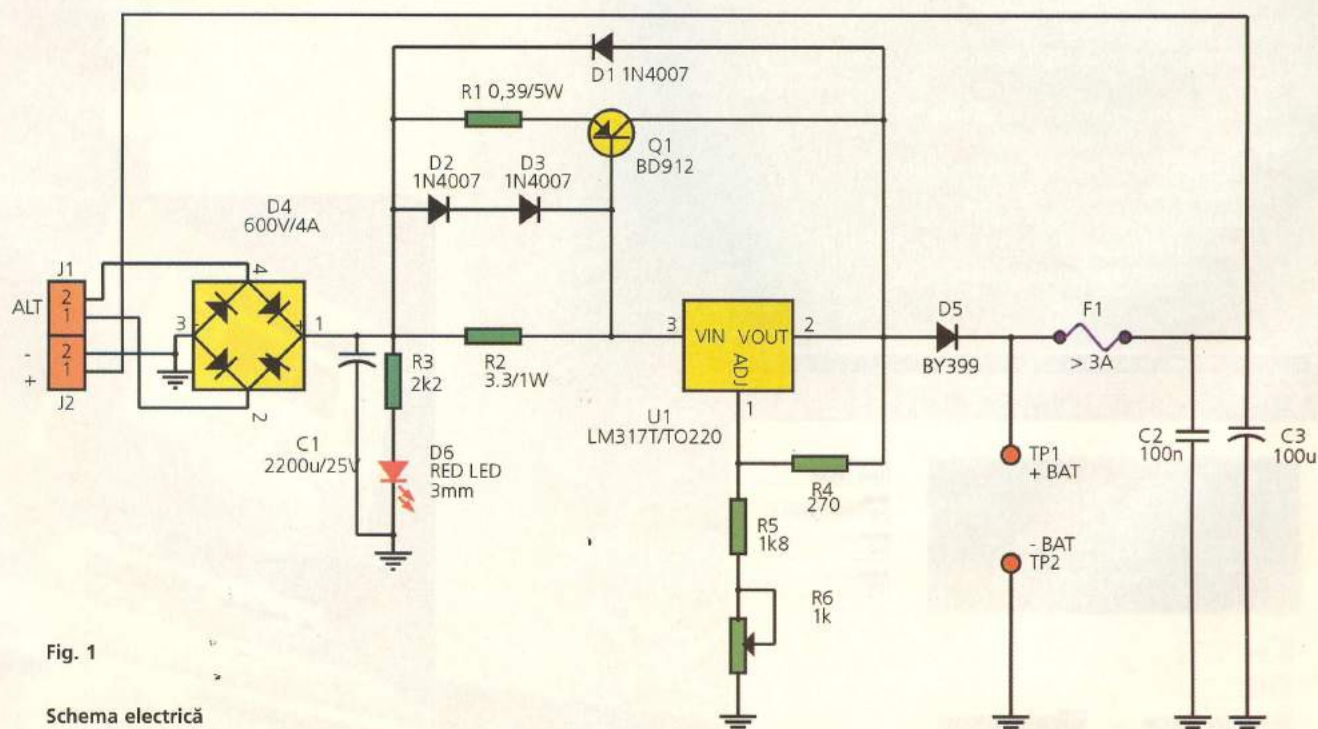 D1 1N4007
R1 0,39/5W
Q1
BD912
D2
1N4007
D3
1N4007
D4
600V/4A
J1
ALT
2
1
-
+
2
1
J2
4
3
-
+
1
2
R3
2k2
R2
3.3/1W
C1
2200u/25V
D6
RED LED
3mm
3
VIN VOUT
ADJ
2
1
U1
LM317T/TO220
R4
270
R5
1k8
R6
1k
D5
BY399
F1
> 3A
TP1
+ BAT
- BAT
TP2
C2
100n
C3
100u
Fig. 1
Schema electrică